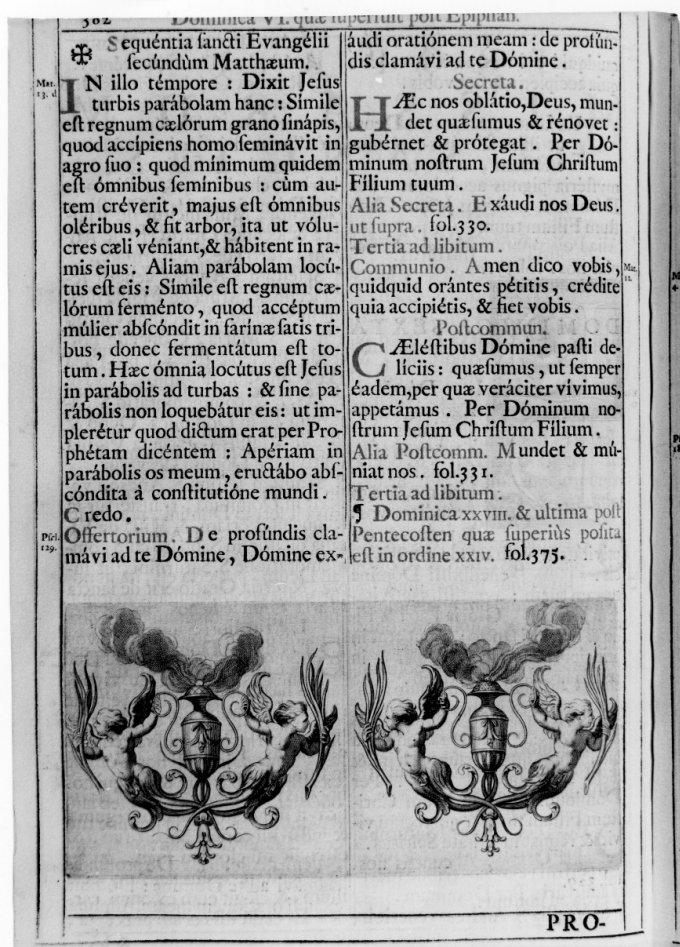 382 Dominica VI. quæ superfuit post Epiphan.
Sequéntia sancti Evangélii
secúndùm Matthæum.
Mat. 13. d
IN illo témpore : Dixit Jesus
turbis parábolam hanc : Símile
est regnum cælórum grano sinápis,
quod accípiens homo seminávit in
agro suo : quod mínimum quidem
est ómnibus semínibus : cùm au-
tem créverit, majus est ómnibus
oléribus, & fit arbor, ita ut vólu-
cres cæli véniant, & hábitent in ra-
mis ejus. Aliam parábolam locú-
tus est eis : Símile est regnum cæ-
lórum ferménto, quod accéptum
múlier abscóndit in farínæ satis tri-
bus, donec fermentátum est to-
tum. Hæc ómnia locútus est Jesus
in parábolis ad turbas : & sine pa-
rábolis non loquebátur eis : ut im-
plerétur quod dictum erat per Pro-
phétam dicéntem : Apériam in
parábolis os meum, eructábo abs-
cóndita à constitutióne mundi.
Credo.
Psal. 129.
Offertorium. De profúndis cla-
mávi ad te Dómine, Dómine ex-
áudi oratiónem meam : de profún-
dis clamávi ad te Dómine.
Secreta.
HÆc nos oblátio, Deus, mun-
det quæsumus & rénovet :
gubérnet & prótegat. Per Dó-
minum nostrum Jesum Christum
Fílium tuum.
Alia Secreta. Exáudi nos Deus.
ut supra. fol. 330.
Tertia ad libitum.
Communio. Amen dico vobis,
Mar. 11.
quidquid orántes pétitis, crédite
quia accipiétis, & fiet vobis.
Postcommun.
CÆléstibus Dómine pasti de-
líciis : quæsumus, ut semper
éadem, per quæ veráciter vívimus,
appetámus. Per Dóminum no-
strum Jesum Christum Fílium.
Alia Postcomm. Mundet & mú-
niat nos. fol. 331.
Tertia ad libitum.
¶ Dominica XXVIII. & ultima post
Pentecosten quæ superiùs posita
est in ordine XXIV. fol. 375.
PRO-